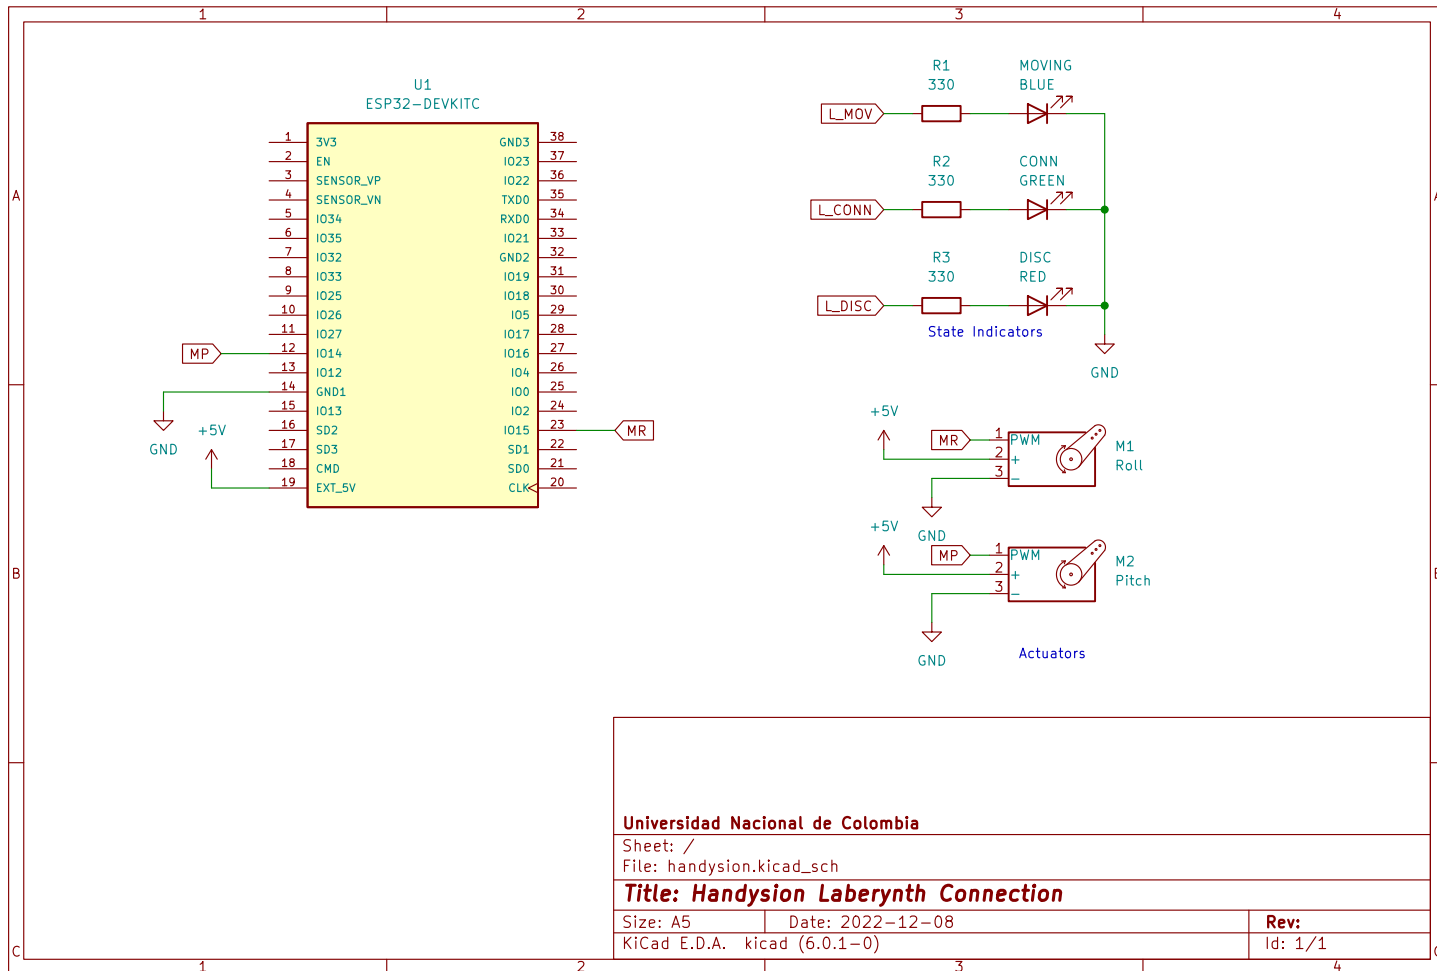 1 2 3 4
A
A
B
B
C
C
1 2 3 4
U1
ESP32-DEVKITC
1 3V3
2 EN
3 SENSOR_VP
4 SENSOR_VN
5 IO34
6 IO35
7 IO32
8 IO33
9 IO25
10 IO26
11 IO27
12 IO14
13 IO12
14 GND1
15 IO13
16 SD2
17 SD3
18 CMD
19 EXT_5V
GND3 38
IO23 37
IO22 36
TXD0 35
RXD0 34
IO21 33
GND2 32
IO19 31
IO18 30
IO5 29
IO17 28
IO16 27
IO4 26
IO0 25
IO2 24
IO15 23
SD1 22
SD0 21
CLK 20
MP
GND
+5V
MR
R1
330
MOVING
BLUE
L_MOV
R2
330
CONN
GREEN
L_CONN
R3
330
DISC
RED
L_DISC
State Indicators
GND
+5V
MR
1 PWM
2 +
3 -
M1
Roll
GND
+5V
MP
1 PWM
2 +
3 -
M2
Pitch
GND
Actuators
Universidad Nacional de Colombia
Sheet: /
File: handysion.kicad_sch
Title: Handysion Laberynth Connection
Size: A5 Date: 2022-12-08 Rev:
KiCad E.D.A. kicad (6.0.1-0) Id: 1/1